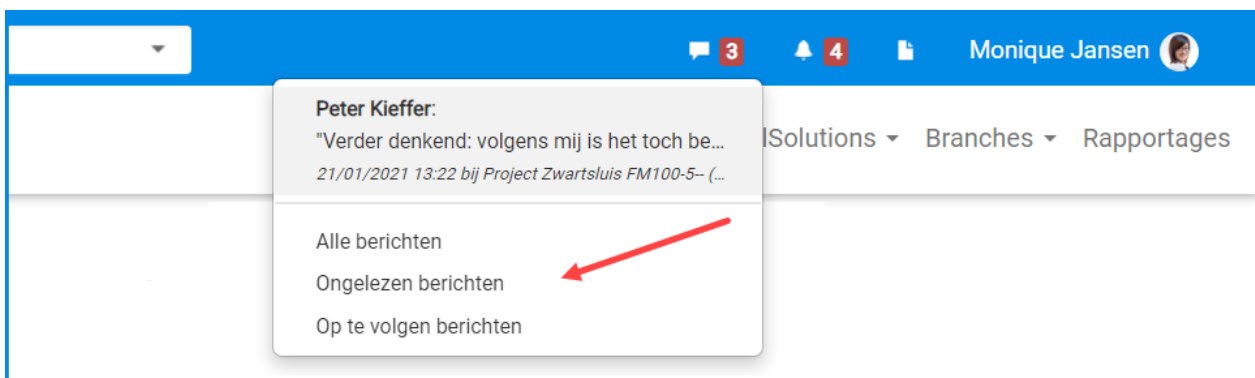 3 4 Monique Jansen
Peter Kieffer:
"Verder denkend: volgens mij is het toch be...
21/01/2021 13:22 bij Project Zwartsluis FM100-5-- (...
lSolutions Branches Rapportages
Alle berichten
Ongelezen berichten
Op te volgen berichten